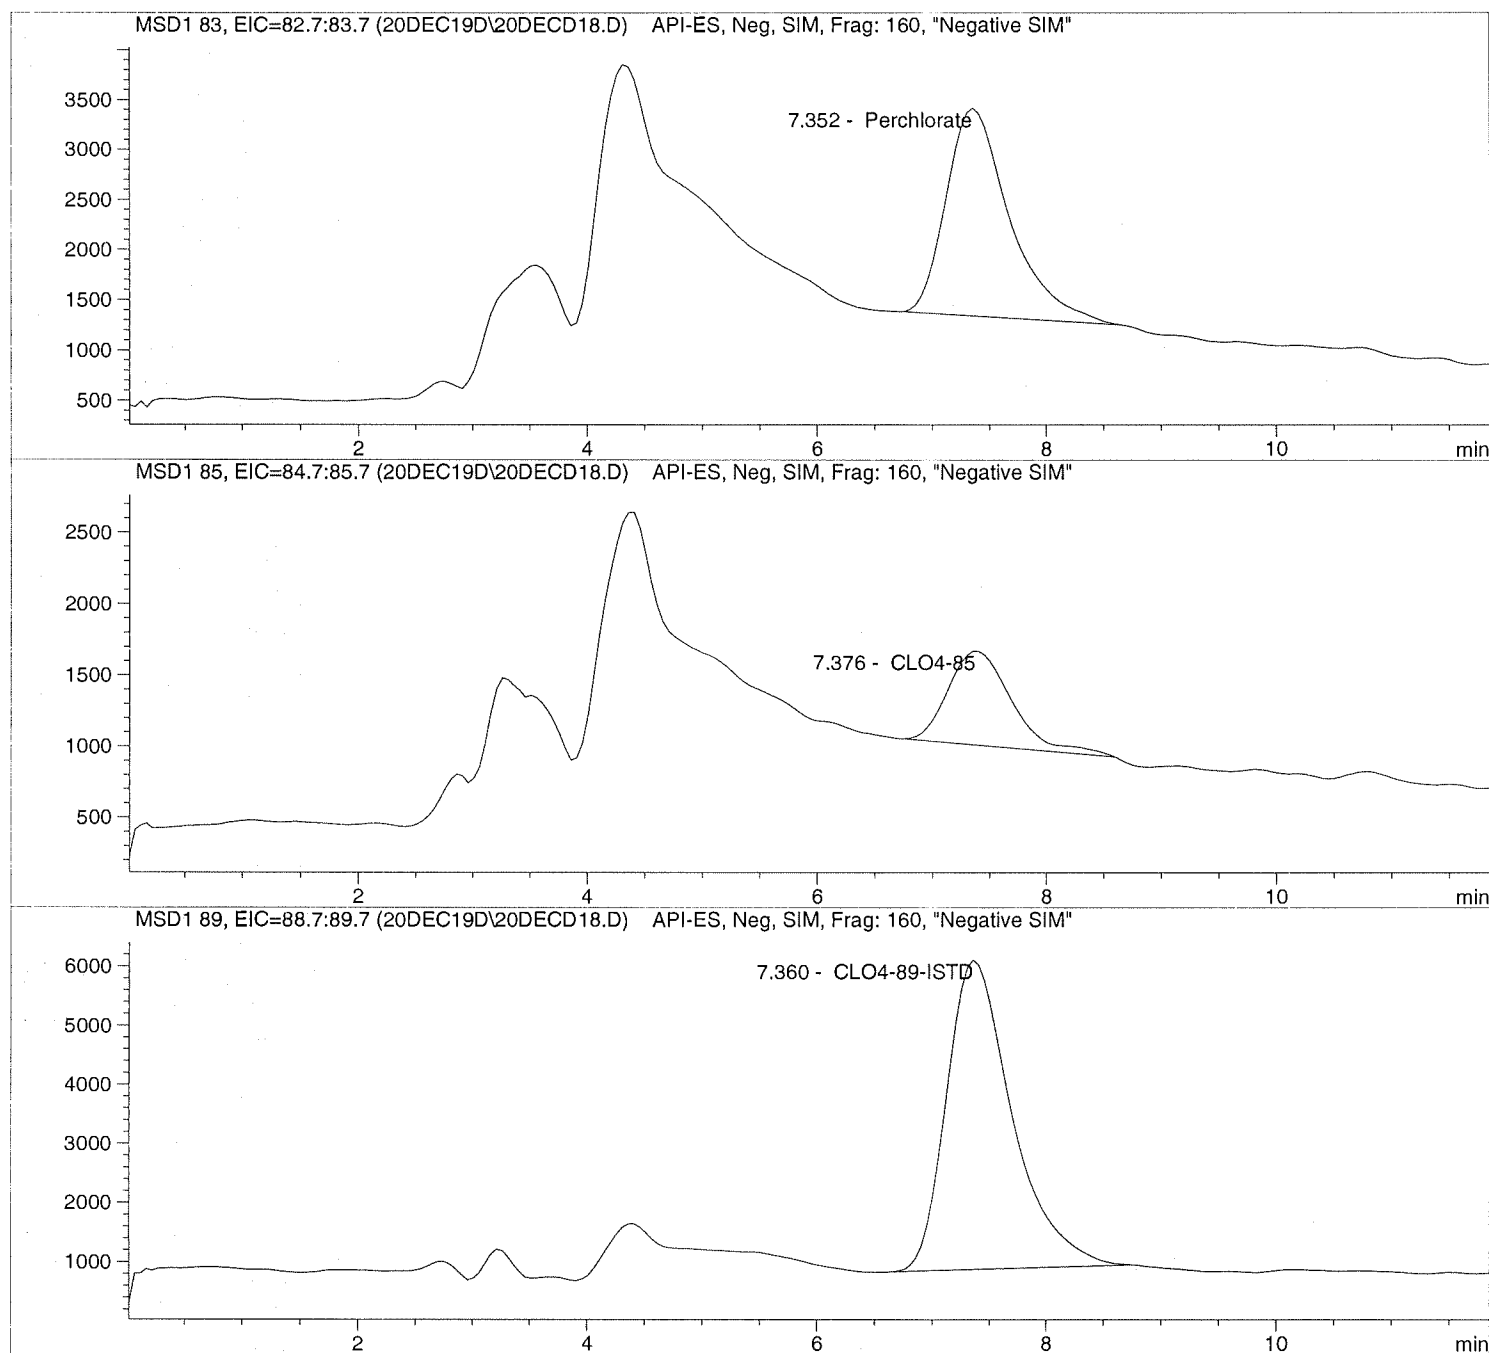 MSD1 83, EIC=82.7:83.7 (20DEC19D\20DECD18.D) API-ES, Neg, SIM, Frag: 160, "Negative SIM"
3500
7.352 - Perchlorate
3000
2500
2000
1500
1000
500
2 4 6 8 10 min
MSD1 85, EIC=84.7:85.7 (20DEC19D\20DECD18.D) API-ES, Neg, SIM, Frag: 160, "Negative SIM"
2500
2000
7.376 - CLO4-85
1500
1000
500
2 4 6 8 10 min
MSD1 89, EIC=88.7:89.7 (20DEC19D\20DECD18.D) API-ES, Neg, SIM, Frag: 160, "Negative SIM"
6000
7.360 - CLO4-89-ISTD
5000
4000
3000
2000
1000
2 4 6 8 10 min